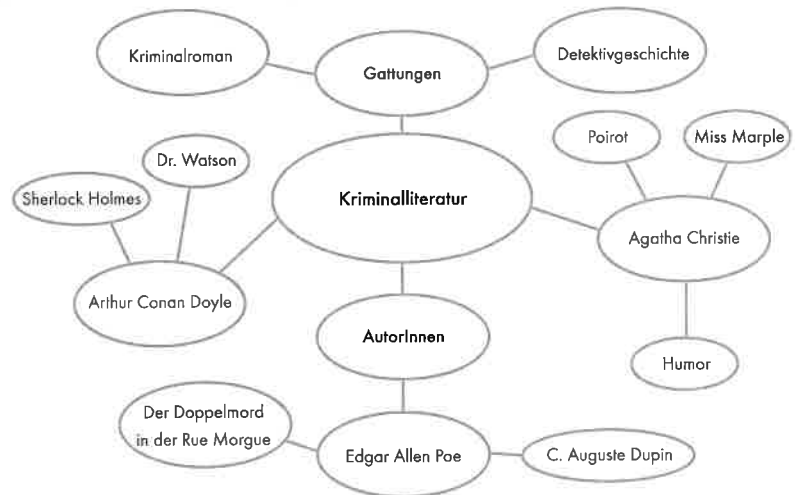 Kriminalroman
Gattungen
Detektivgeschichte
Poirot
Miss Marple
Dr. Watson
Sherlock Holmes
Kriminalliteratur
Agatha Christie
Arthur Conan Doyle
AutorInnen
Humor
Der Doppelmord
in der Rue Morgue
Edgar Allen Poe
C. Auguste Dupin